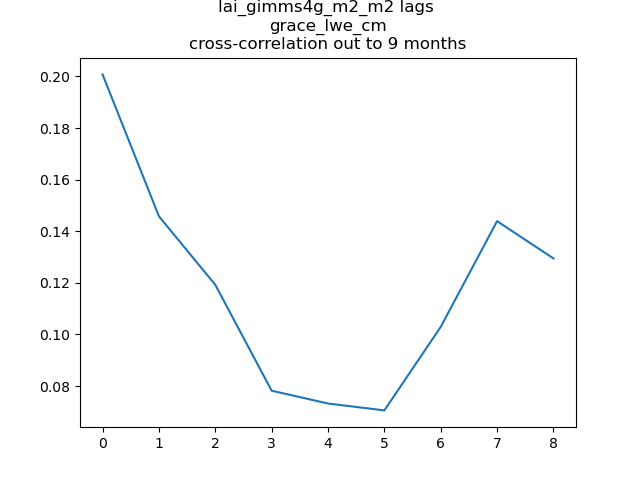 lai_gimms4g_m2_m2 lags
grace_lwe_cm
cross-correlation out to 9 months
0.20
0.18
0.16
0.14
0.12
0.10
0.08
0 1 2 3 4 5 6 7 8